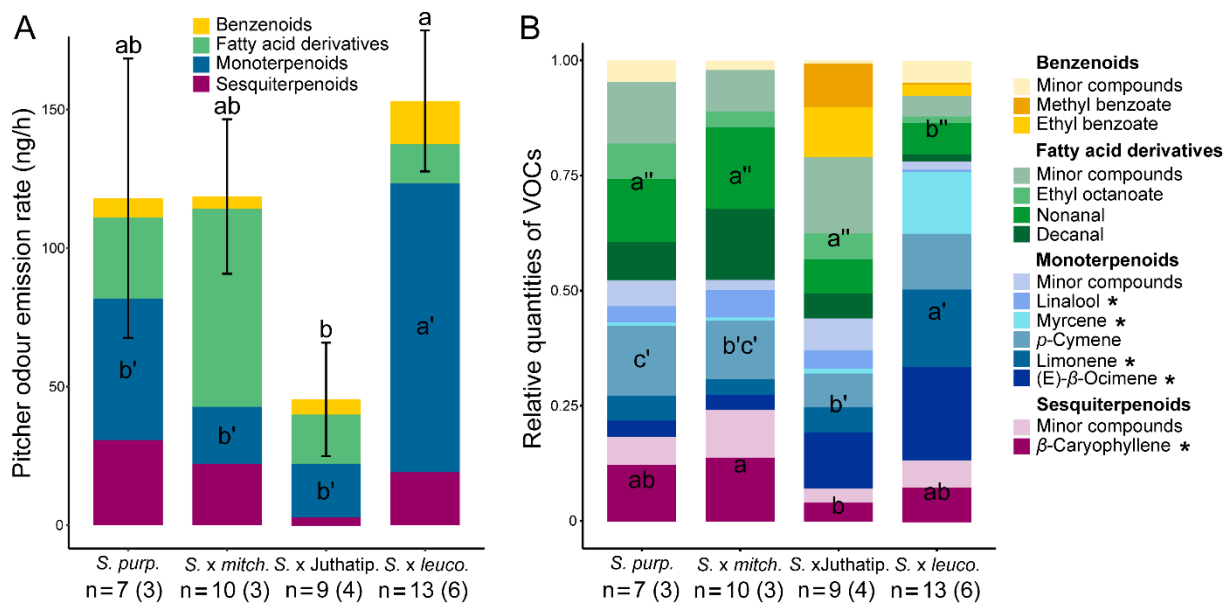 A
Benzenoids
Fatty acid derivatives
Monoterpenoids
Sesquiterpenoids
Pitcher odour emission rate (ng/h)
150
100
50
0
ab
ab
b
a
b'
b'
b'
a'
S. purp.
S. x mitch.
S. x Juthatip.
S. x leuco.
n=7 (3)
n=10 (3)
n=9 (4)
n=13 (6)
B
Relative quantities of VOCs
1.00
0.75
0.50
0.25
0
a''
a''
a''
b''
c'
b'c'
b'
a'
ab
a
b
ab
S. purp.
S. x mitch.
S. xJuthatip.
S. x leuco.
n=7 (3)
n=10 (3)
n=9 (4)
n=13 (6)
Benzenoids
Minor compounds
Methyl benzoate
Ethyl benzoate
Fatty acid derivatives
Minor compounds
Ethyl octanoate
Nonanal
Decanal
Monoterpenoids
Minor compounds
Linalool *
Myrcene *
p-Cymene
Limonene *
(E)-β-Ocimene *
Sesquiterpenoids
Minor compounds
β-Caryophyllene *